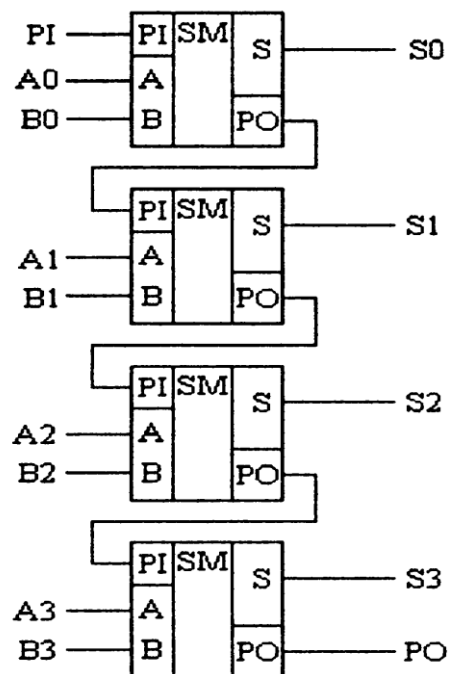 PI PI SM S S0
A0 A
B0 B PO
PI SM S S1
A1 A
B1 B PO
PI SM S S2
A2 A
B2 B PO
PI SM S S3
A3 A
B3 B PO PO